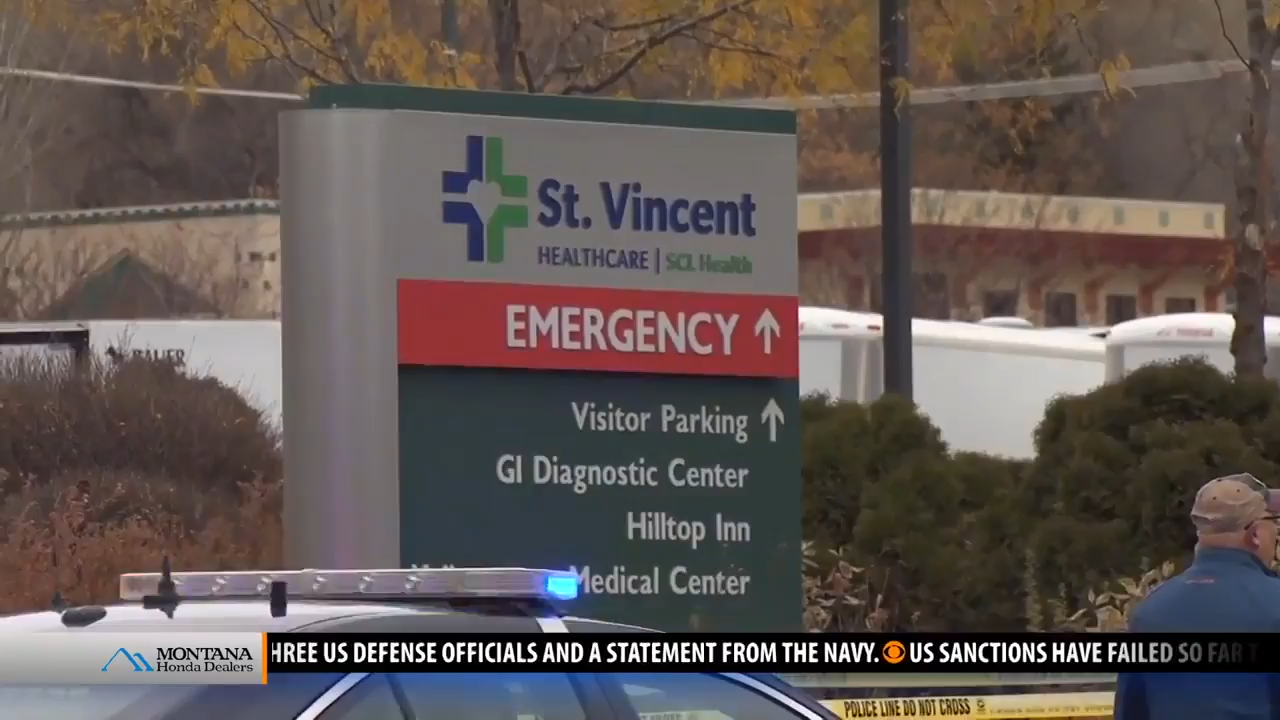 St. Vincent
HEALTHCARE | SCL Health
EMERGENCY ↑
Visitor Parking ↑
GI Diagnostic Center
Hilltop Inn
Medical Center
MONTANA
Honda Dealers
HREE US DEFENSE OFFICIALS AND A STATEMENT FROM THE NAVY. US SANCTIONS HAVE FAILED SO FAR T
POLICE LINE DO NOT CROSS